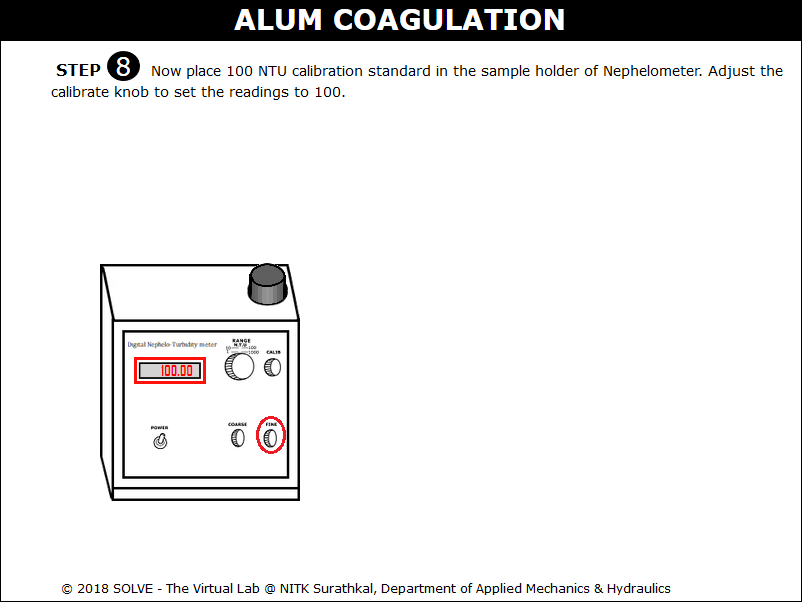 ALUM COAGULATION
STEP 8 Now place 100 NTU calibration standard in the sample holder of Nephelometer. Adjust the
calibrate knob to set the readings to 100.
Digital Nephelo-Turbidity meter
RANGE
N.T.U
10 100
1 1000
CALIB
100.00
POWER
COARSE
FINE
© 2018 SOLVE - The Virtual Lab @ NITK Surathkal, Department of Applied Mechanics & Hydraulics